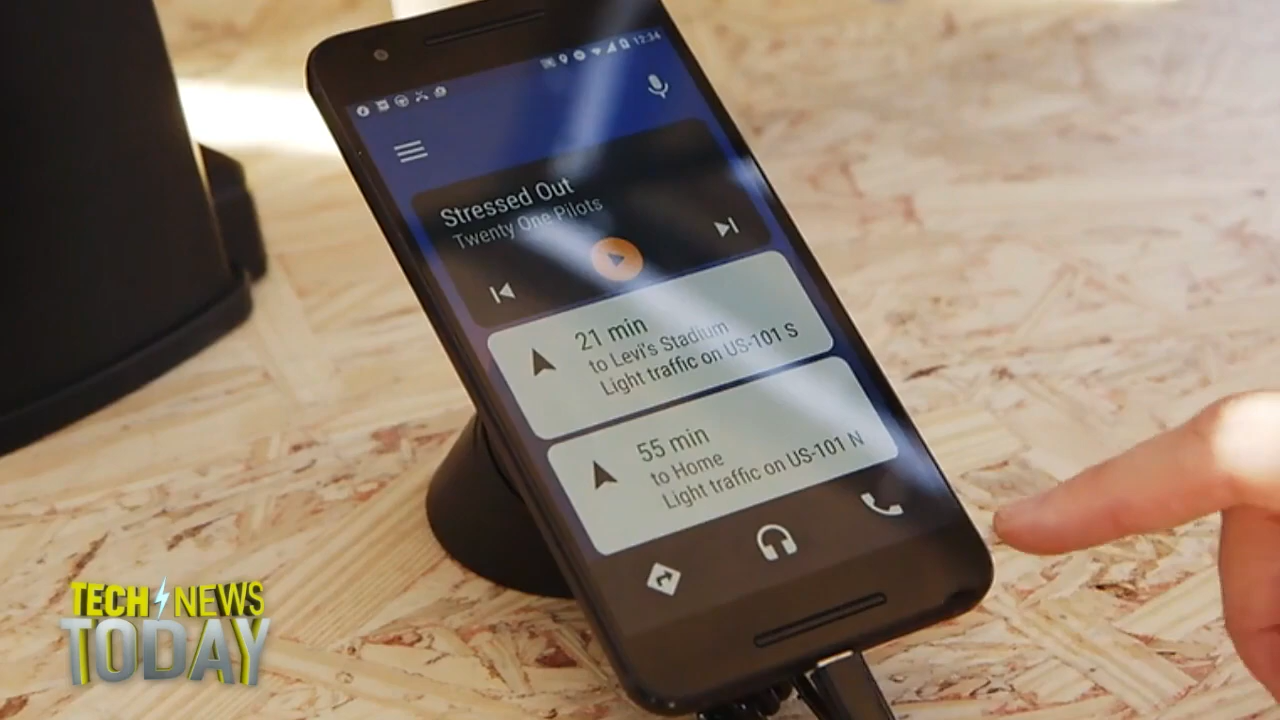 12:34
Stressed Out
Twenty One Pilots
21 min
to Levi's Stadium
Light traffic on US-101 S
55 min
to Home
Light traffic on US-101 N
TECH NEWS
TODAY